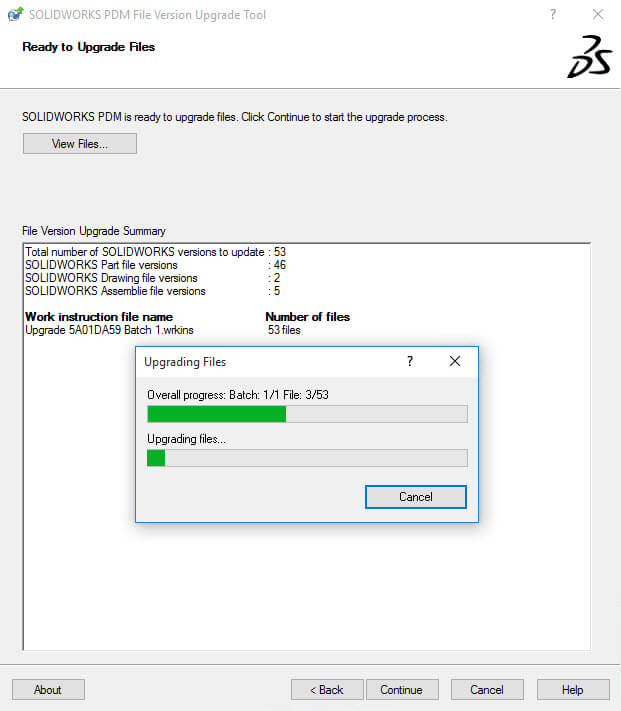 SOLIDWORKS PDM File Version Upgrade Tool ?
Ready to Upgrade Files
SOLIDWORKS PDM is ready to upgrade files. Click Continue to start the upgrade process.
View Files...
File Version Upgrade Summary
Total number of SOLIDWORKS versions to update : 53
SOLIDWORKS Part file versions : 46
SOLIDWORKS Drawing file versions : 2
SOLIDWORKS Assemblie file versions : 5
Work instruction file name Number of files
Upgrade 5A01DA59 Batch 1.wrkins 53 files
Upgrading Files ?
Overall progress: Batch: 1/1 File: 3/53
Upgrading files...
Cancel
About < Back Continue Cancel Help